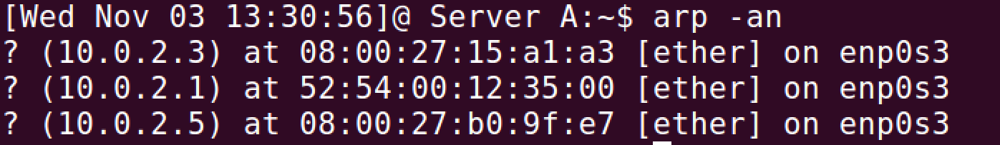 [Wed Nov 03 13:30:56]@ Server A:~$ arp -an
? (10.0.2.3) at 08:00:27:15:a1:a3 [ether] on enp0s3
? (10.0.2.1) at 52:54:00:12:35:00 [ether] on enp0s3
? (10.0.2.5) at 08:00:27:b0:9f:e7 [ether] on enp0s3